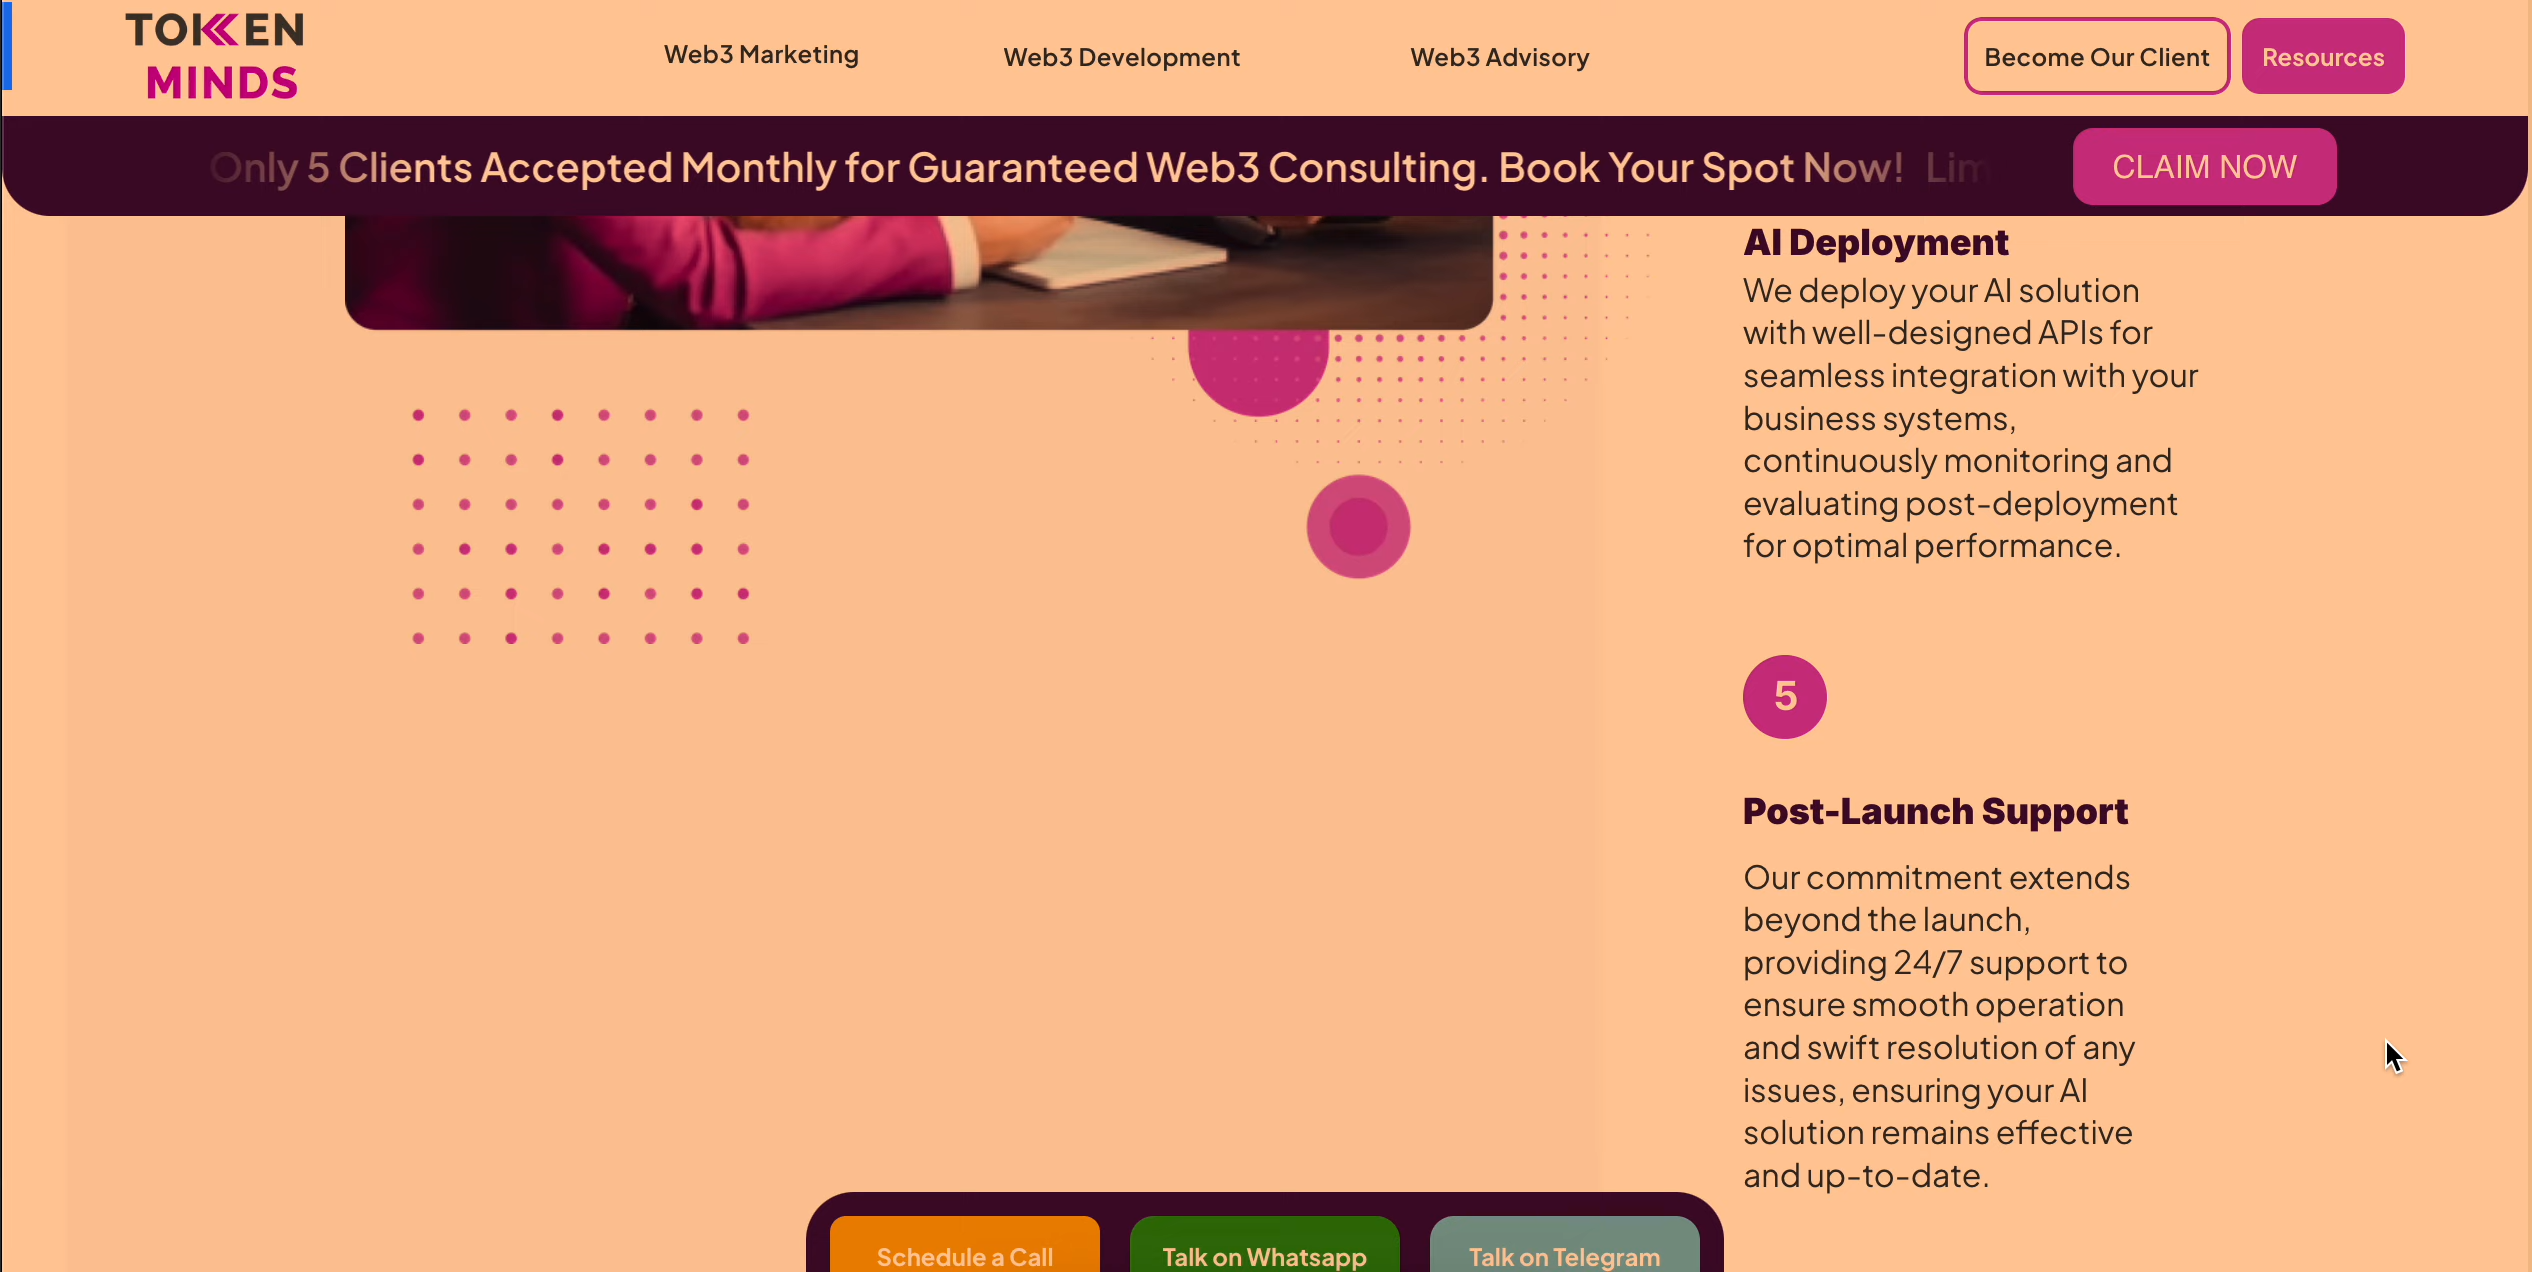 TOKEN
MINDS
Web3 Marketing
Web3 Development
Web3 Advisory
Become Our Client
Resources
Only 5 Clients Accepted Monthly for Guaranteed Web3 Consulting. Book Your Spot Now! Lim
CLAIM NOW
AI Deployment
We deploy your AI solution
with well-designed APIs for
seamless integration with your
business systems,
continuously monitoring and
evaluating post-deployment
for optimal performance.
5
Post-Launch Support
Our commitment extends
beyond the launch,
providing 24/7 support to
ensure smooth operation
and swift resolution of any
issues, ensuring your AI
solution remains effective
and up-to-date.
Schedule a Call
Talk on Whatsapp
Talk on Telegram